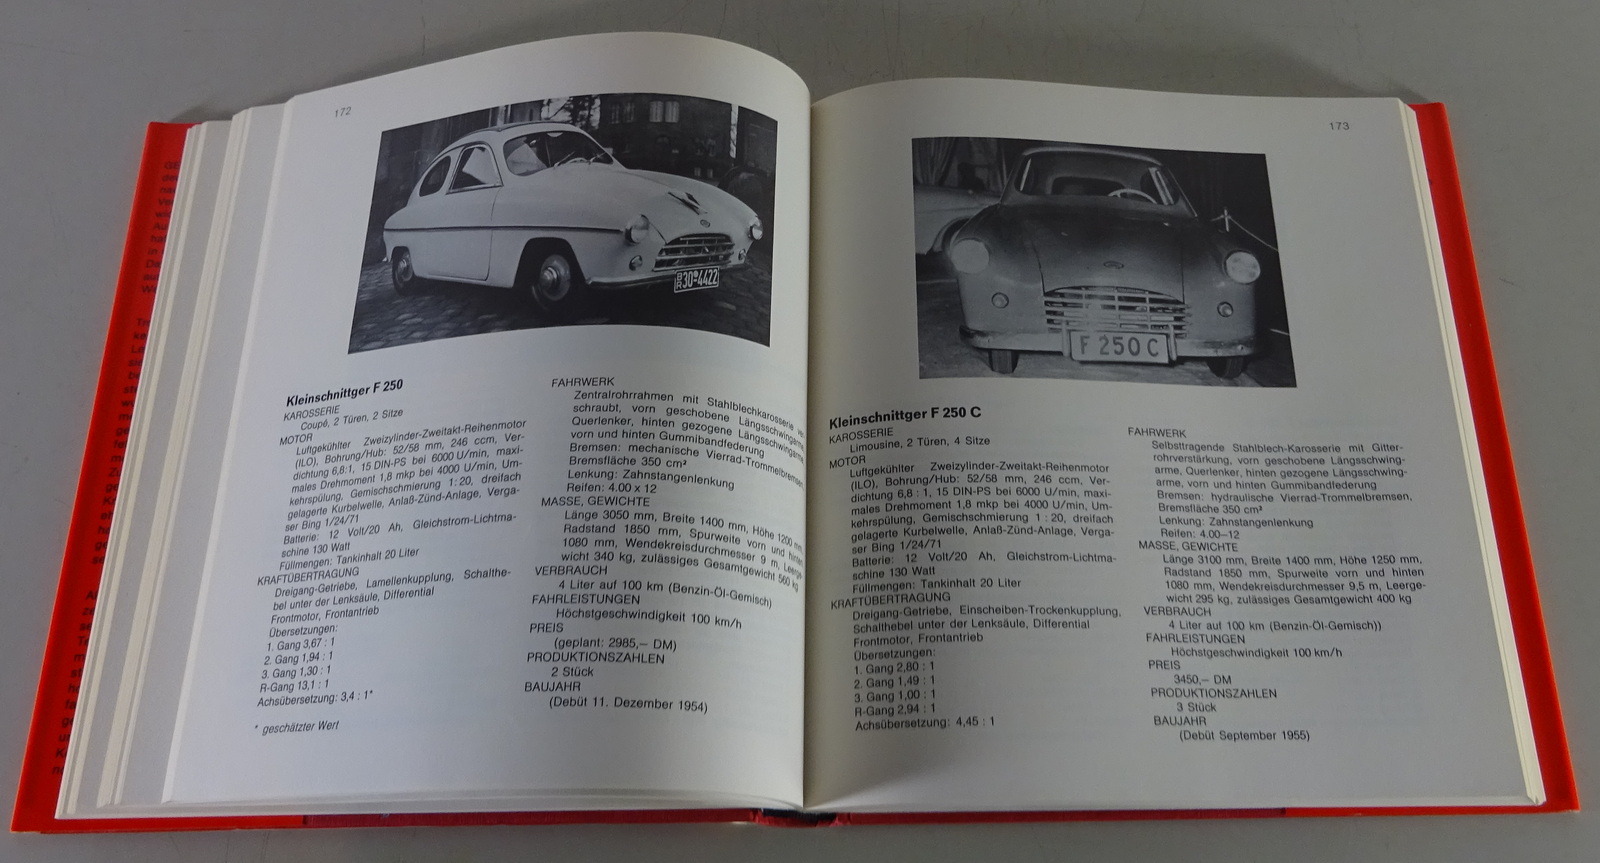 172
BR 30-4422
Kleinschnittger F 250
KAROSSERIE
Coupé, 2 Türen, 2 Sitze
MOTOR
Luftgekühlter Zweizylinder-Zweitakt-Reihenmotor
(ILO), Bohrung/Hub: 52/58 mm, 246 ccm, Ver-
dichtung 6,8:1, 15 DIN-PS bei 6000 U/min, maxi-
males Drehmoment 1,8 mkp bei 4000 U/min, Um-
kehrspülung, Gemischschmierung 1:20, dreifach
gelagerte Kurbelwelle, Anlaß-Zünd-Anlage, Verga-
ser Bing 1/24/71
Batterie: 12 Volt/20 Ah, Gleichstrom-Lichtma-
schine 130 Watt
Füllmengen: Tankinhalt 20 Liter
KRAFTÜBERTRAGUNG
Dreigang-Getriebe, Lamellenkupplung, Schalthe-
bel unter der Lenksäule, Differential
Frontmotor, Frontantrieb
Übersetzungen:
1. Gang 3,67 : 1
2. Gang 1,94 : 1
3. Gang 1,30 : 1
R-Gang 13,1 : 1
Achsübersetzung: 3,4 : 1*
* geschätzter Wert
FAHRWERK
Zentralrohrrahmen mit Stahlblechkarosserie ver-
schraubt, vorn geschobene Längsschwingarme,
Querlenker, hinten gezogene Längsschwingarme,
vorn und hinten Gummibandfederung
Bremsen: mechanische Vierrad-Trommelbremsen
Bremsfläche 350 cm²
Lenkung: Zahnstangenlenkung
Reifen: 4.00 x 12
MASSE, GEWICHTE
Länge 3050 mm, Breite 1400 mm, Höhe 1200 mm,
Radstand 1850 mm, Spurweite vorn und hinten
1080 mm, Wendekreisdurchmesser 9 m, Leerge-
wicht 340 kg, zulässiges Gesamtgewicht 560 kg
VERBRAUCH
4 Liter auf 100 km (Benzin-Öl-Gemisch)
FAHRLEISTUNGEN
Höchstgeschwindigkeit 100 km/h
PREIS
(geplant: 2985,– DM)
PRODUKTIONSZAHLEN
2 Stück
BAUJAHR
(Debüt 11. Dezember 1954)
173
F 250 C
Kleinschnittger F 250 C
KAROSSERIE
Limousine, 2 Türen, 4 Sitze
MOTOR
Luftgekühlter Zweizylinder-Zweitakt-Reihenmotor
(ILO), Bohrung/Hub: 52/58 mm, 246 ccm, Ver-
dichtung 6,8 : 1, 15 DIN-PS bei 6000 U/min, maxi-
males Drehmoment 1,8 mkp bei 4000 U/min, Um-
kehrspülung, Gemischschmierung 1 : 20, dreifach
gelagerte Kurbelwelle, Anlaß-Zünd-Anlage, Verga-
ser Bing 1/24/71
Batterie: 12 Volt/20 Ah, Gleichstrom-Lichtma-
schine 130 Watt
Füllmengen: Tankinhalt 20 Liter
KRAFTÜBERTRAGUNG
Dreigang-Getriebe, Einscheiben-Trockenkupplung,
Schalthebel unter der Lenksäule, Differential
Frontmotor, Frontantrieb
Übersetzungen:
1. Gang 2,80 : 1
2. Gang 1,49 : 1
3. Gang 1,00 : 1
R-Gang 2,94 : 1
Achsübersetzung: 4,45 : 1
FAHRWERK
Selbsttragende Stahlblech-Karosserie mit Gitter-
rohrverstärkung, vorn geschobene Längsschwing-
arme, Querlenker, hinten gezogene Längsschwing-
arme, vorn und hinten Gummibandfederung
Bremsen: hydraulische Vierrad-Trommelbremsen,
Bremsfläche 350 cm²
Lenkung: Zahnstangenlenkung
Reifen: 4.00–12
MASSE, GEWICHTE
Länge 3100 mm, Breite 1400 mm, Höhe 1250 mm,
Radstand 1850 mm, Spurweite vorn und hinten
1080 mm, Wendekreisdurchmesser 9,5 m, Leerge-
wicht 295 kg, zulässiges Gesamtgewicht 400 kg
VERBRAUCH
4 Liter auf 100 km (Benzin-Öl-Gemisch))
FAHRLEISTUNGEN
Höchstgeschwindigkeit 100 km/h
PREIS
3450,– DM
PRODUKTIONSZAHLEN
3 Stück
BAUJAHR
(Debüt September 1955)